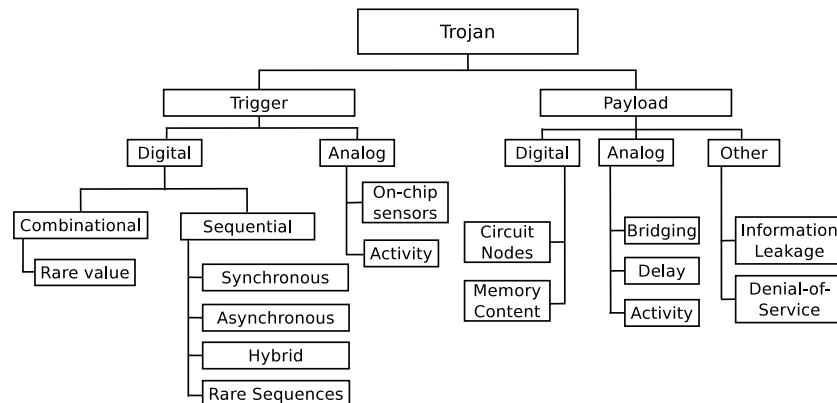 Trojan
Trigger
Payload
Digital
Analog
Digital
Analog
Other
On-chip
sensors
Combinational
Sequential
Circuit
Nodes
Bridging
Information
Leakage
Activity
Rare value
Synchronous
Delay
Memory
Content
Denial-of-
Service
Asynchronous
Activity
Hybrid
Rare Sequences